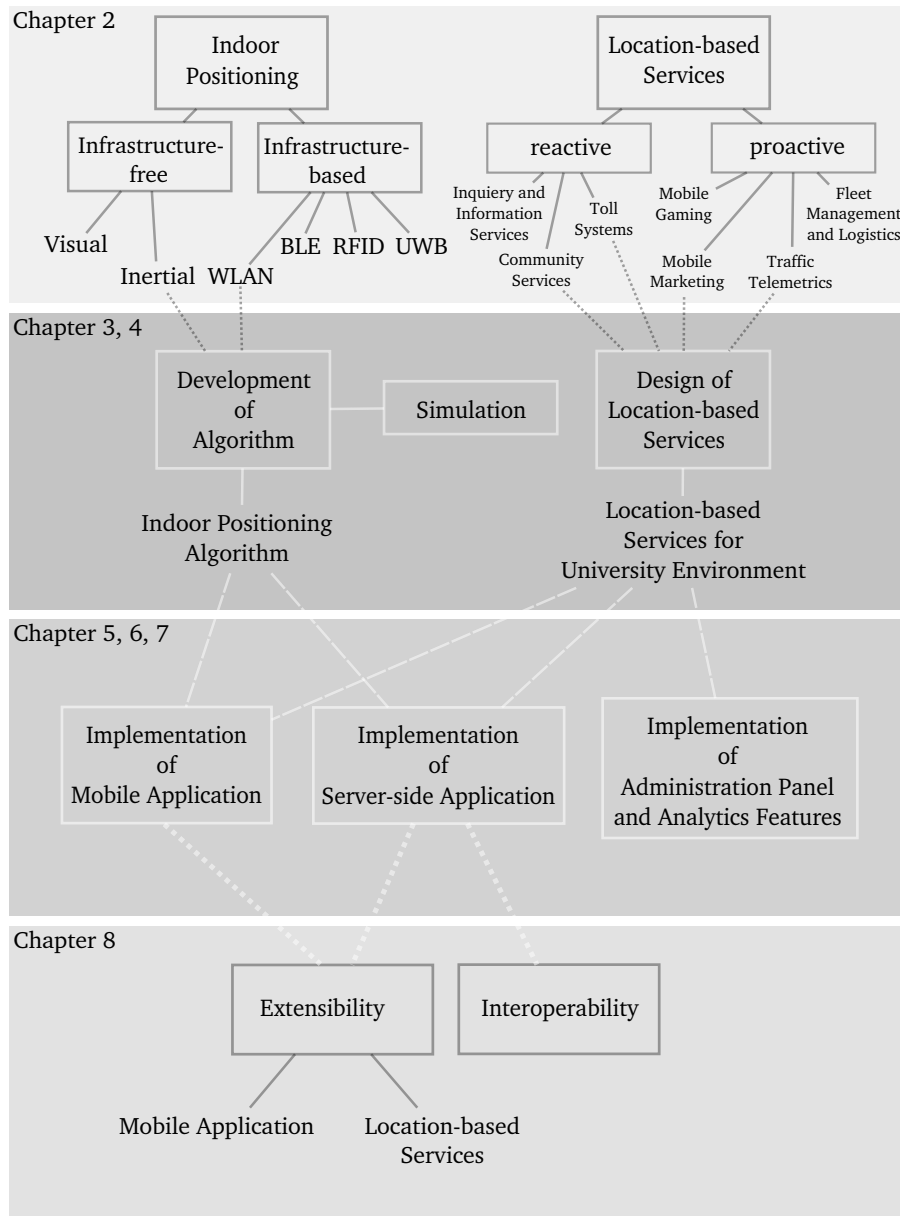 Chapter 2
Indoor
Positioning
Location-based
Services
Infrastructure-
free
Infrastructure-
based
reactive
proactive
Visual
Inertial
WLAN
BLE
RFID
UWB
Inquiery and
Information
Services
Community
Services
Toll
Systems
Mobile
Gaming
Mobile
Marketing
Traffic
Telemetrics
Fleet
Management
and Logistics
Chapter 3, 4
Development
of
Algorithm
Simulation
Design of
Location-based
Services
Indoor Positioning
Algorithm
Location-based
Services for
University Environment
Chapter 5, 6, 7
Implementation
of
Mobile Application
Implementation
of
Server-side Application
Implementation
of
Administration Panel
and Analytics Features
Chapter 8
Extensibility
Interoperability
Mobile Application
Location-based
Services